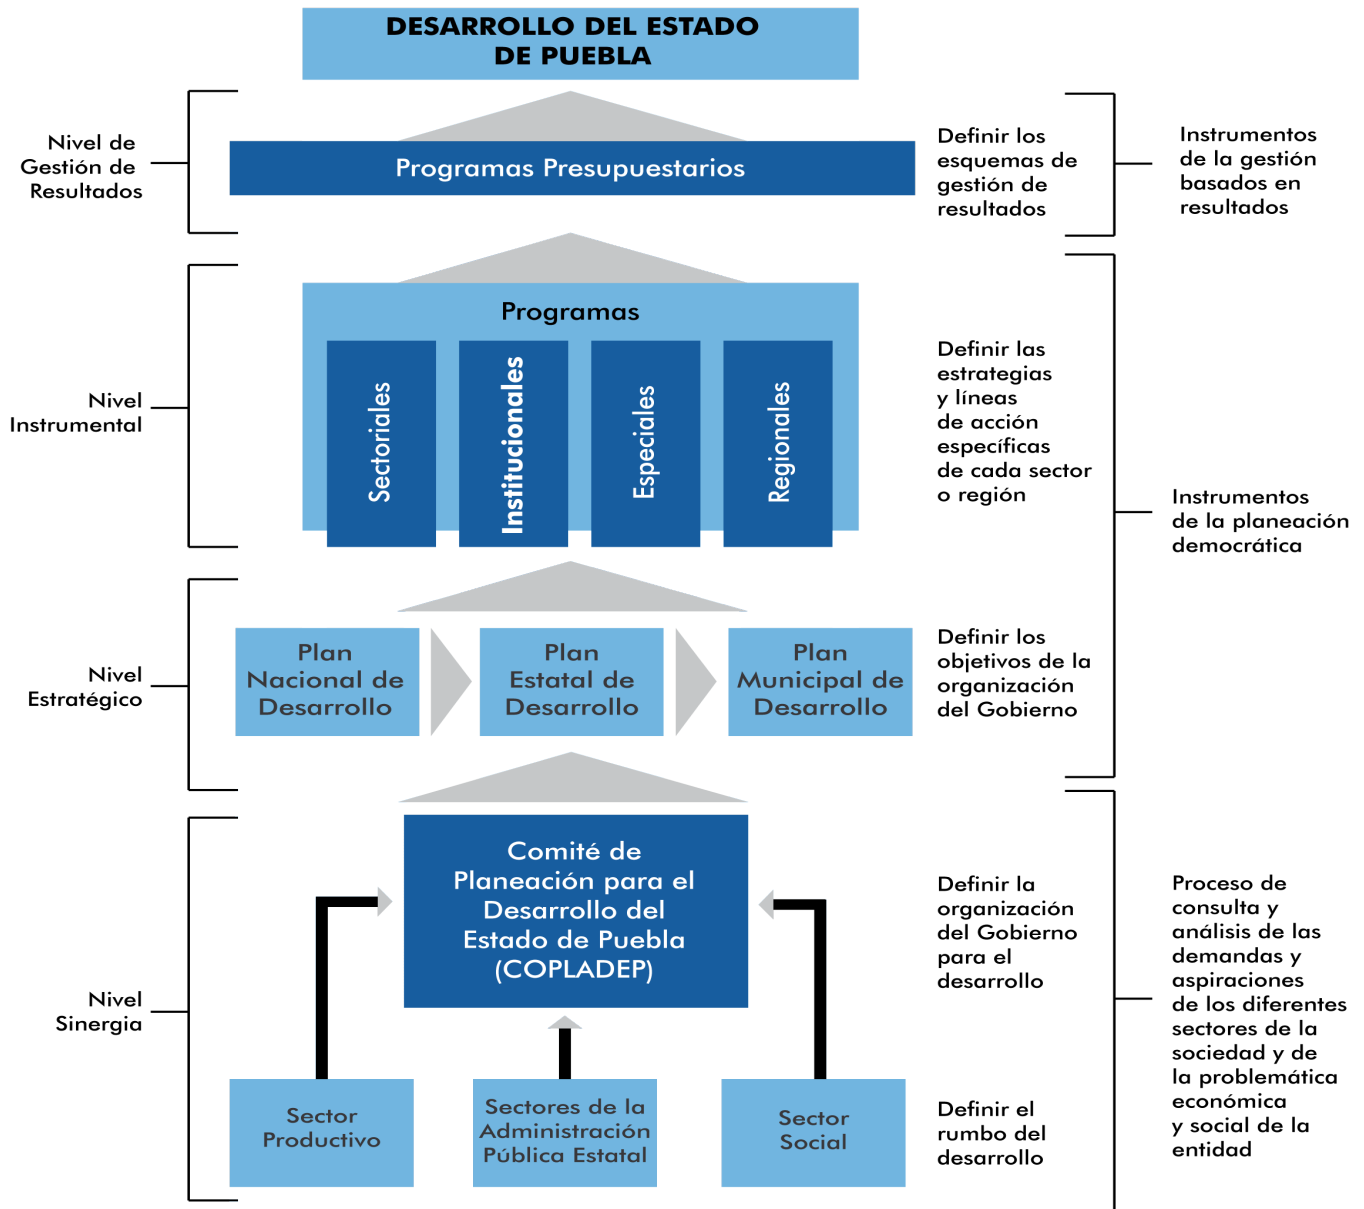 DESARROLLO DEL ESTADO
DE PUEBLA
Nivel de
Gestión de
Resultados
Programas Presupuestarios
Definir los
esquemas de
gestión de
resultados
Instrumentos
de la gestión
basados en
resultados
Nivel
Instrumental
Programas
Sectoriales
Institucionales
Especiales
Regionales
Definir las
estrategias
y líneas
de acción
específicas
de cada sector
o región
Instrumentos
de la planeación
democrática
Nivel
Estratégico
Plan
Nacional de
Desarrollo
Plan
Estatal de
Desarrollo
Plan
Municipal de
Desarrollo
Definir los
objetivos de la
organización
del Gobierno
Nivel
Sinergia
Comité de
Planeación para el
Desarrollo del
Estado de Puebla
(COPLADEP)
Definir la
organización
del Gobierno
para el
desarrollo
Proceso de
consulta y
análisis de las
demandas y
aspiraciones
de los diferentes
sectores de la
sociedad y de
la problemática
económica
y social de la
entidad
Sector
Productivo
Sectores de la
Administración
Pública Estatal
Sector
Social
Definir el
rumbo del
desarrollo